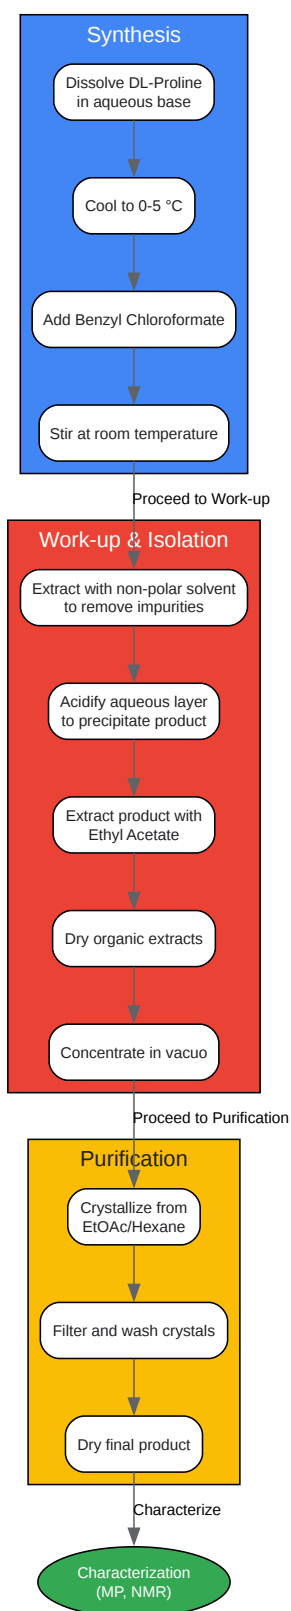 Synthesis
Dissolve DL-Proline
in aqueous base
Cool to 0-5 °C
Add Benzyl Chloroformate
Stir at room temperature
Proceed to Work-up
Work-up & Isolation
Extract with non-polar solvent
to remove impurities
Acidify aqueous layer
to precipitate product
Extract product with
Ethyl Acetate
Dry organic extracts
Concentrate in vacuo
Proceed to Purification
Purification
Crystallize from
EtOAc/Hexane
Filter and wash crystals
Dry final product
Characterize
Characterization
(MP, NMR)